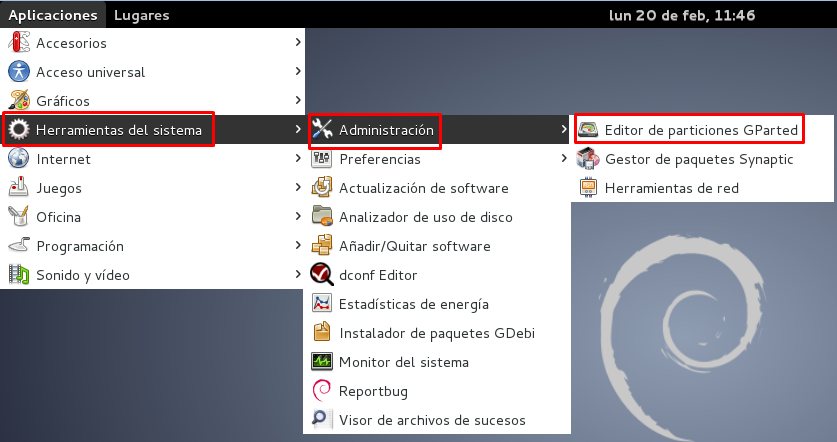 Aplicaciones Lugares lun 20 de feb, 11:46
Accesorios
Acceso universal
Gráficos
Herramientas del sistema
Internet
Juegos
Oficina
Programación
Sonido y vídeo
Administración
Preferencias
Actualización de software
Analizador de uso de disco
Añadir/Quitar software
dconf Editor
Estadísticas de energía
Instalador de paquetes GDebi
Monitor del sistema
Reportbug
Visor de archivos de sucesos
Editor de particiones GParted
Gestor de paquetes Synaptic
Herramientas de red